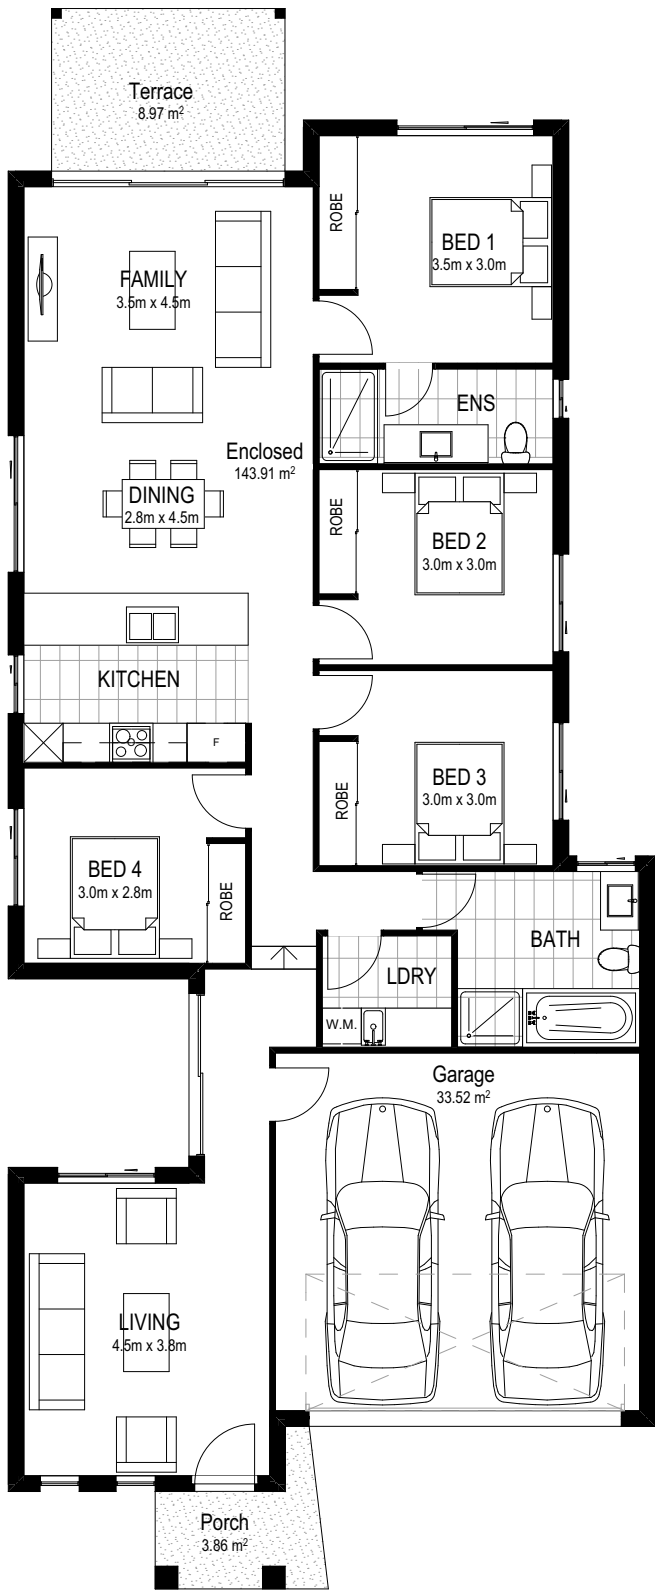 Terrace
8.97 m²
ROBE
BED 1
3.5m x 3.0m
FAMILY
3.5m x 4.5m
ENS
Enclosed
143.91 m²
DINING
2.8m x 4.5m
ROBE
BED 2
3.0m x 3.0m
KITCHEN
F
BED 3
3.0m x 3.0m
ROBE
BED 4
3.0m x 2.8m
ROBE
BATH
LDRY
W.M.
Garage
33.52 m²
LIVING
4.5m x 3.8m
Porch
3.86 m²